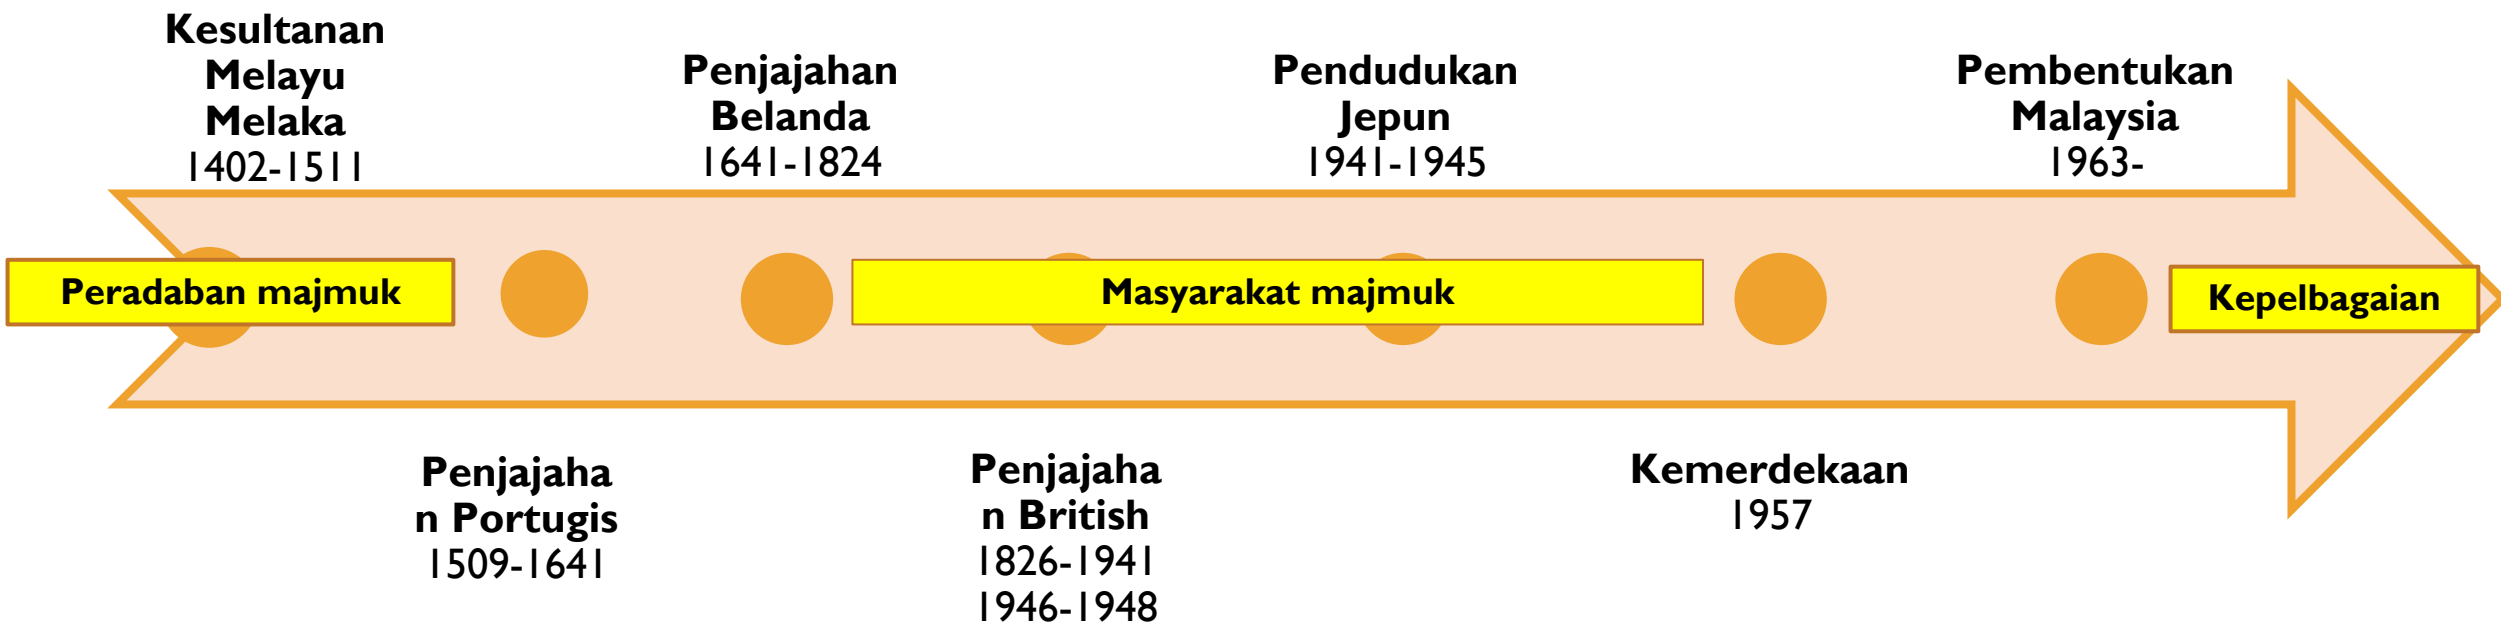 Kesultanan
Melayu
Melaka
1402-1511
Penjajahan
Belanda
1641-1824
Pendudukan
Jepun
1941-1945
Pembentukan
Malaysia
1963-
Peradaban majmuk
Masyarakat majmuk
Kepelbagaian
Penjajaha
n Portugis
1509-1641
Penjajaha
n British
1826-1941
1946-1948
Kemerdekaan
1957